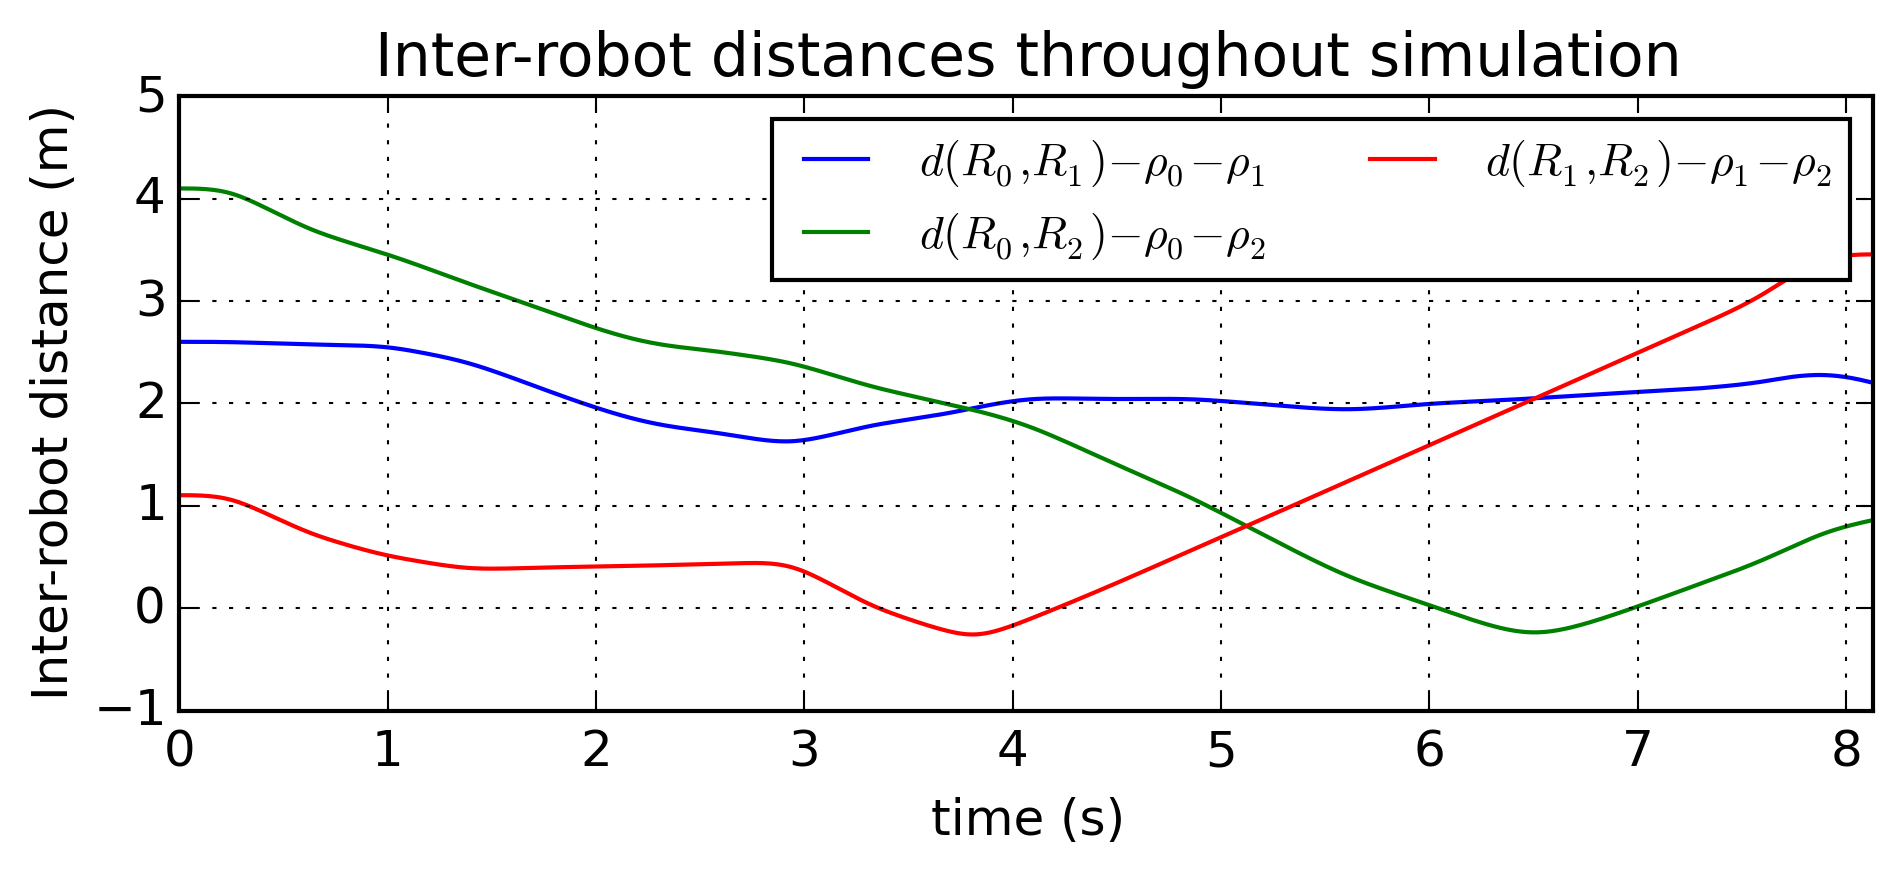 Inter-robot distances throughout simulation
Inter-robot distance (m)
5
4
3
2
1
0
−1
d(R₀,R₁)−ρ₀−ρ₁
d(R₀,R₂)−ρ₀−ρ₂
d(R₁,R₂)−ρ₁−ρ₂
0 1 2 3 4 5 6 7 8
time (s)